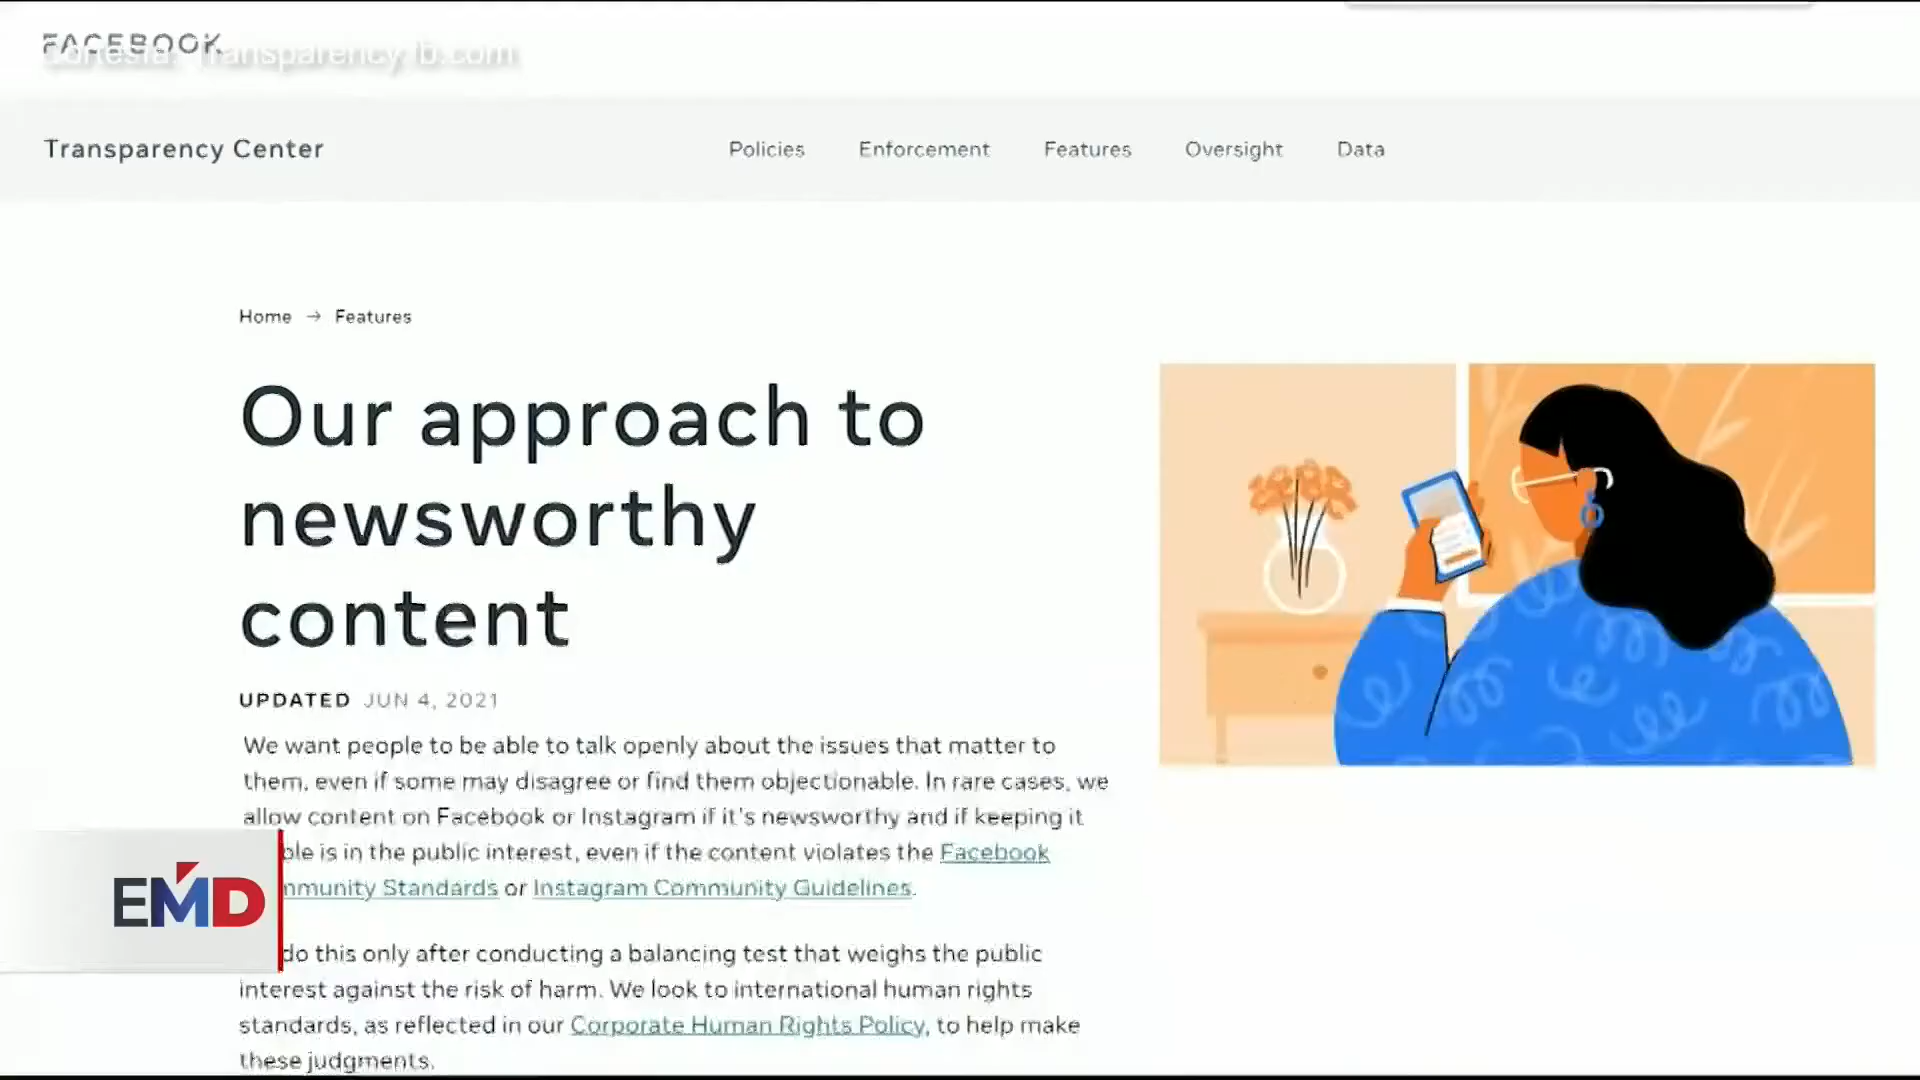 FACEBOOK
Cortesía: Transparency.fb.com
Transparency Center
Policies
Enforcement
Features
Oversight
Data
Home → Features
Our approach to
newsworthy
content
UPDATED JUN 4, 2021
We want people to be able to talk openly about the issues that matter to
them, even if some may disagree or find them objectionable. In rare cases, we
allow content on Facebook or Instagram if it's newsworthy and if keeping it
is in the public interest, even if the content violates the Facebook
Standards or Instagram Community Guidelines.
do this only after conducting a balancing test that weighs the public
interest against the risk of harm. We look to international human rights
standards, as reflected in our Corporate Human Rights Policy, to help make
these judgments.
EMD